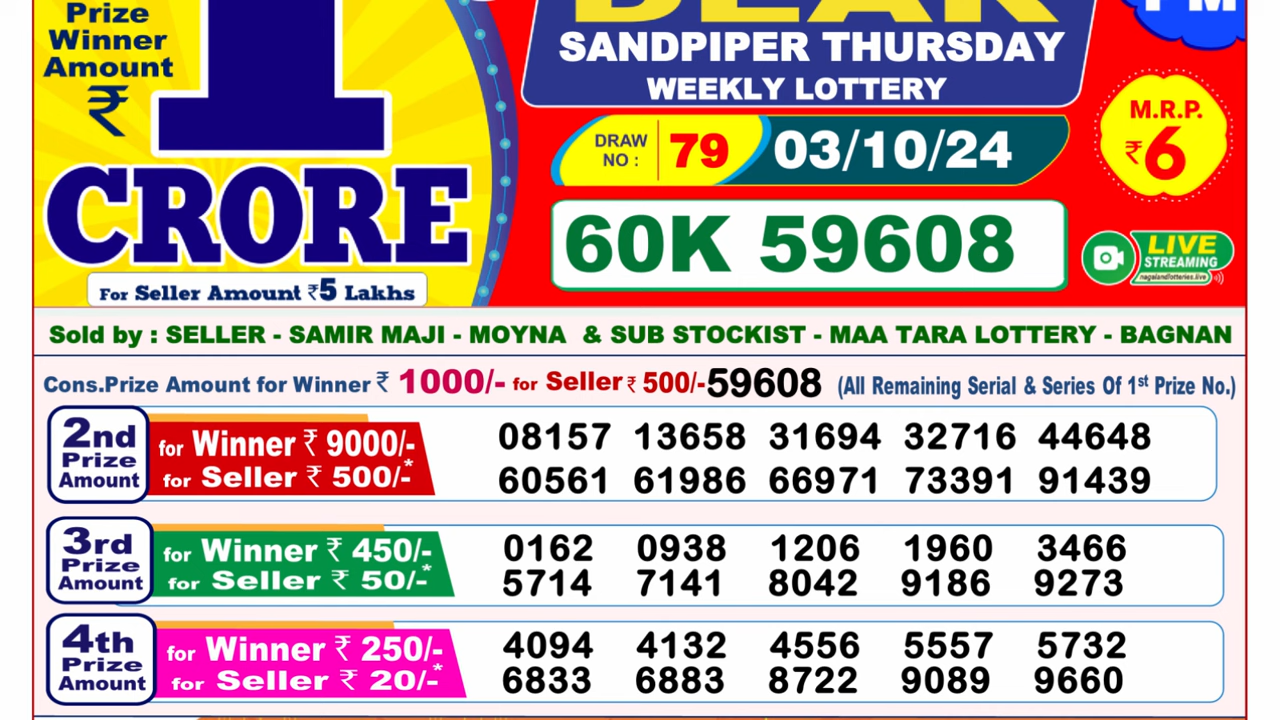 Prize
Winner
Amount
₹
1
CRORE
For Seller Amount ₹5 Lakhs
DEAR
SANDPIPER THURSDAY
WEEKLY LOTTERY
DRAW NO : 79 03/10/24
60K 59608
PM
M.R.P.
₹6
LIVE
STREAMING
nagalandlotteries.live
Sold by : SELLER - SAMIR MAJI - MOYNA & SUB STOCKIST - MAA TARA LOTTERY - BAGNAN
Cons.Prize Amount for Winner ₹ 1000/- for Seller ₹ 500/- 59608 (All Remaining Serial & Series Of 1st Prize No.)
2nd
Prize
Amount
for Winner ₹ 9000/-
for Seller ₹ 500/-*
08157 13658 31694 32716 44648
60561 61986 66971 73391 91439
3rd
Prize
Amount
for Winner ₹ 450/-
for Seller ₹ 50/-*
0162 0938 1206 1960 3466
5714 7141 8042 9186 9273
4th
Prize
Amount
for Winner ₹ 250/-
for Seller ₹ 20/-*
4094 4132 4556 5557 5732
6833 6883 8722 9089 9660